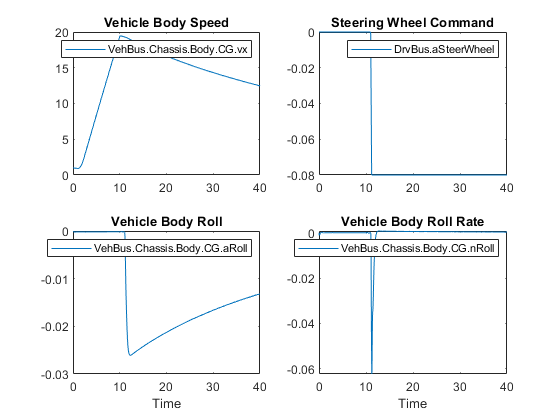 Vehicle Body Speed
20
VehBus.Chassis.Body.CG.vx
15
10
5
0
0 10 20 30 40
Steering Wheel Command
0
DrvBus.aSteerWheel
-0.02
-0.04
-0.06
-0.08
0 10 20 30 40
Vehicle Body Roll
0
VehBus.Chassis.Body.CG.aRoll
-0.01
-0.02
-0.03
0 10 20 30 40
Time
Vehicle Body Roll Rate
0
VehBus.Chassis.Body.CG.nRoll
-0.02
-0.04
-0.06
0 10 20 30 40
Time